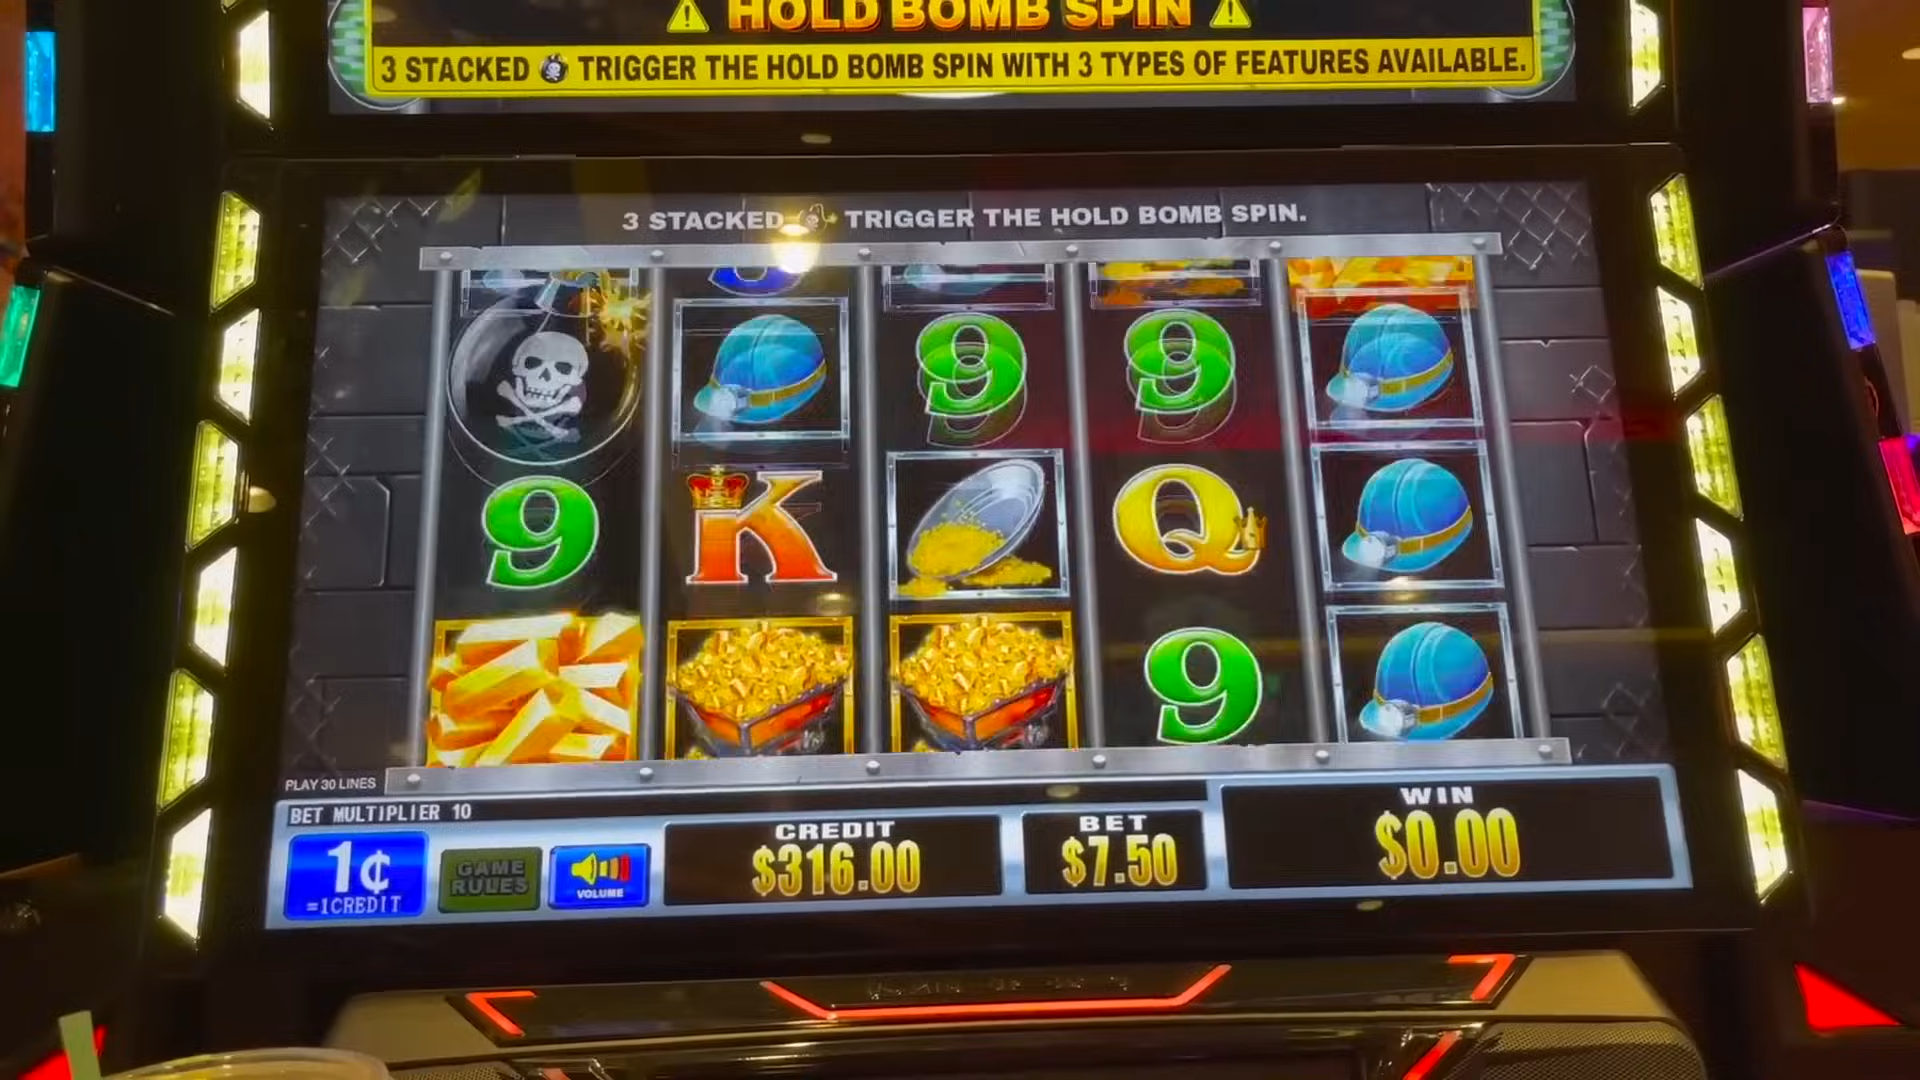 HOLD BOMB SPIN
3 STACKED TRIGGER THE HOLD BOMB SPIN WITH 3 TYPES OF FEATURES AVAILABLE.
3 STACKED TRIGGER THE HOLD BOMB SPIN.
9 9
9 K Q
9
PLAY 30 LINES
BET MULTIPLIER 10
1¢
=1CREDIT
GAME
RULES
VOLUME
CREDIT
$316.00
BET
$7.50
WIN
$0.00